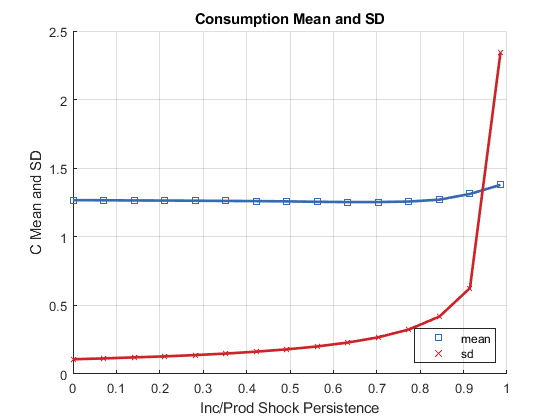 Consumption Mean and SD
2.5
2
1.5
1
0.5
0
C Mean and SD
mean
sd
0 0.1 0.2 0.3 0.4 0.5 0.6 0.7 0.8 0.9 1
Inc/Prod Shock Persistence